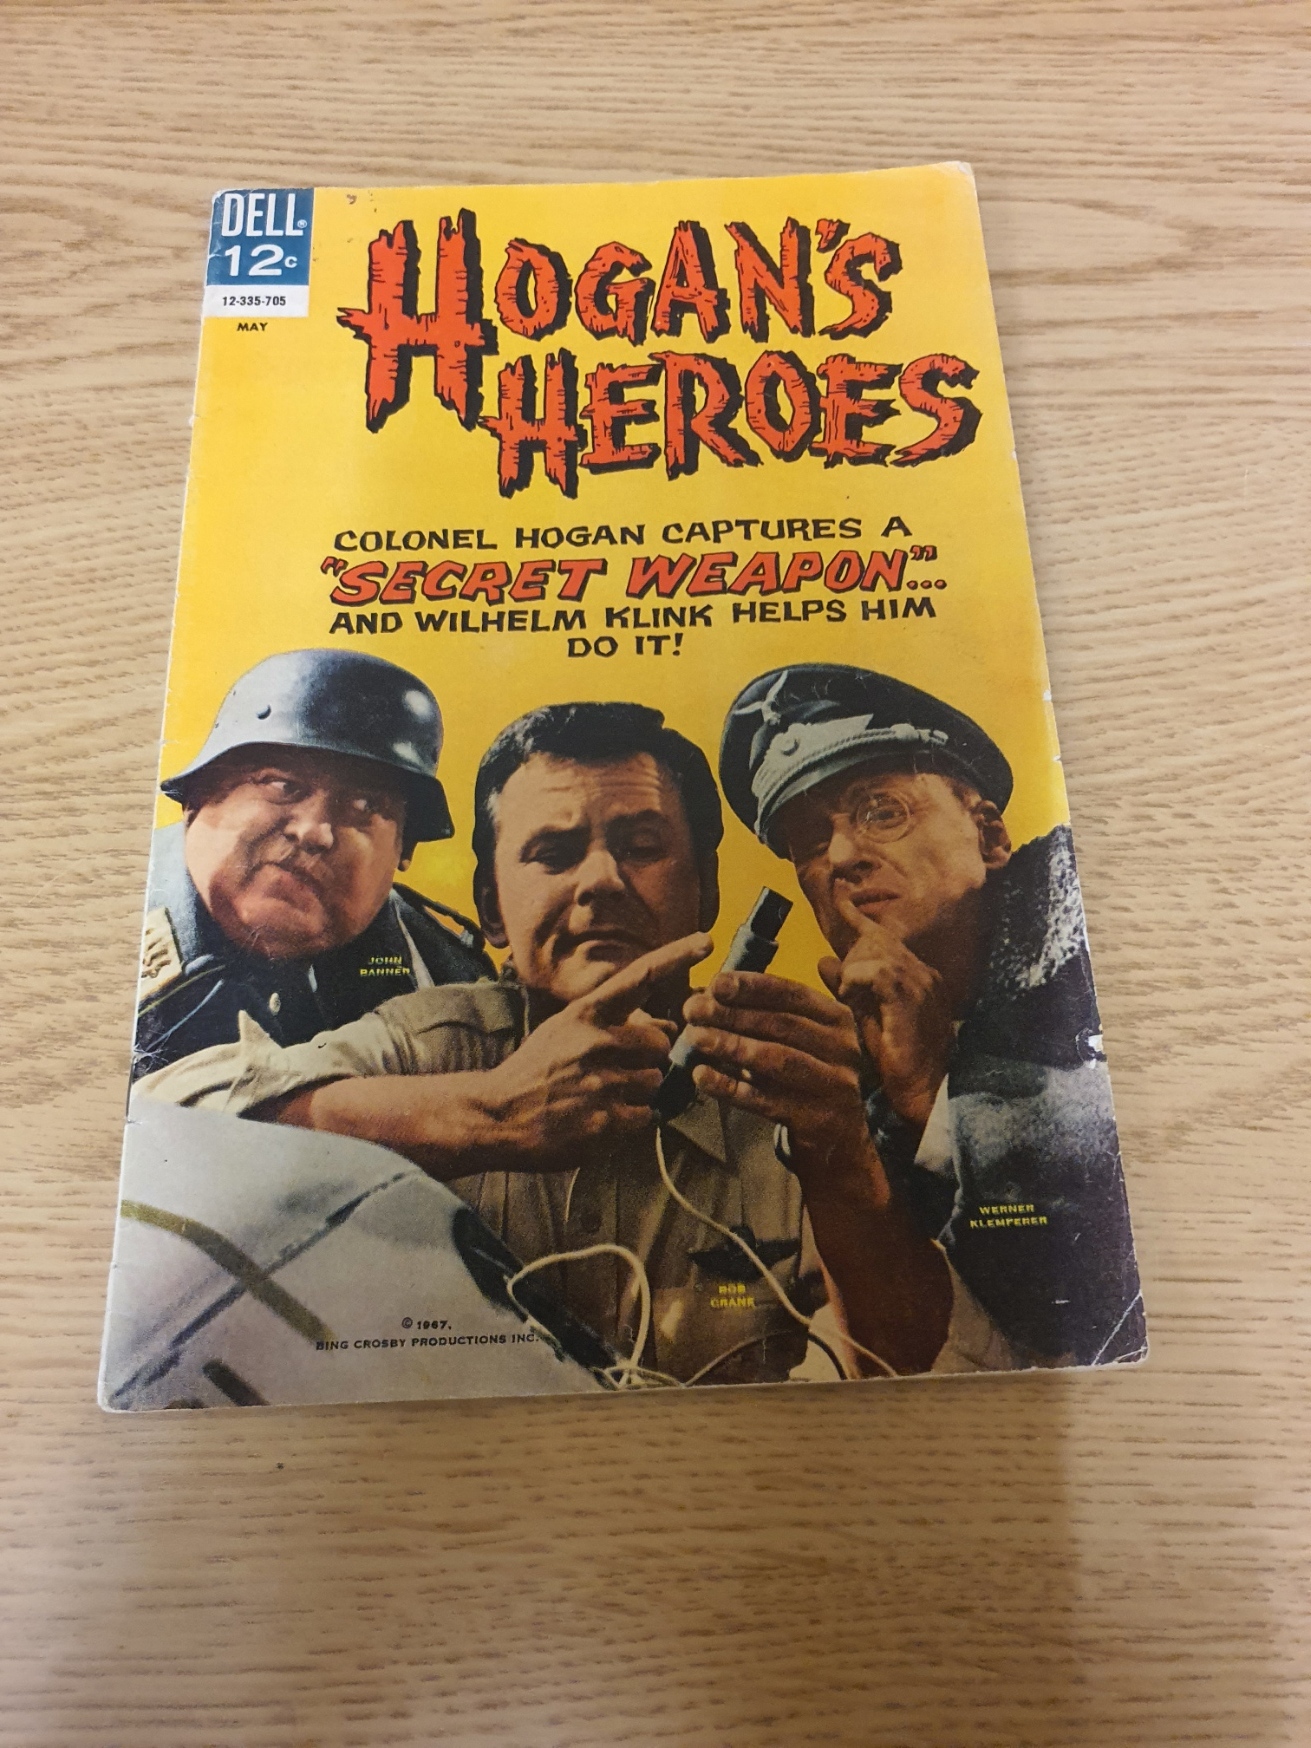 DELL®
12c
12-335-705
MAY
HOGAN'S
HEROES
COLONEL HOGAN CAPTURES A
"SECRET WEAPON"...
AND WILHELM KLINK HELPS HIM
DO IT!
JOHN
BANNER
WERNER
KLEMPERER
BOB
CRANE
© 1967,
BING CROSBY PRODUCTIONS INC.